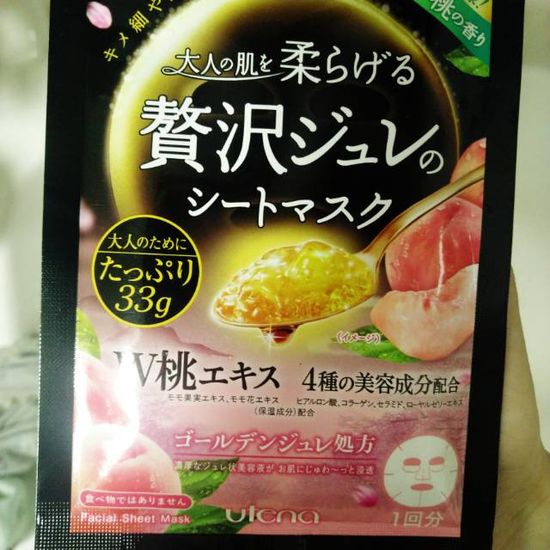 キメ細や
桃の香り
大人の肌を柔らげる
贅沢ジュレの
シートマスク
大人のために
たっぷり
33g
(イメージ)
W桃エキス
モモ果実エキス、モモ花エキス
(保湿成分)配合
4種の美容成分配合
ヒアルロン酸、コラーゲン、セラミド、ローヤルゼリーエキス
ゴールデンジュレ処方
濃厚なジュレ状美容液が お肌にじゅわ〜っと浸透
食べ物ではありません
Facial Sheet Mask
utena
1回分